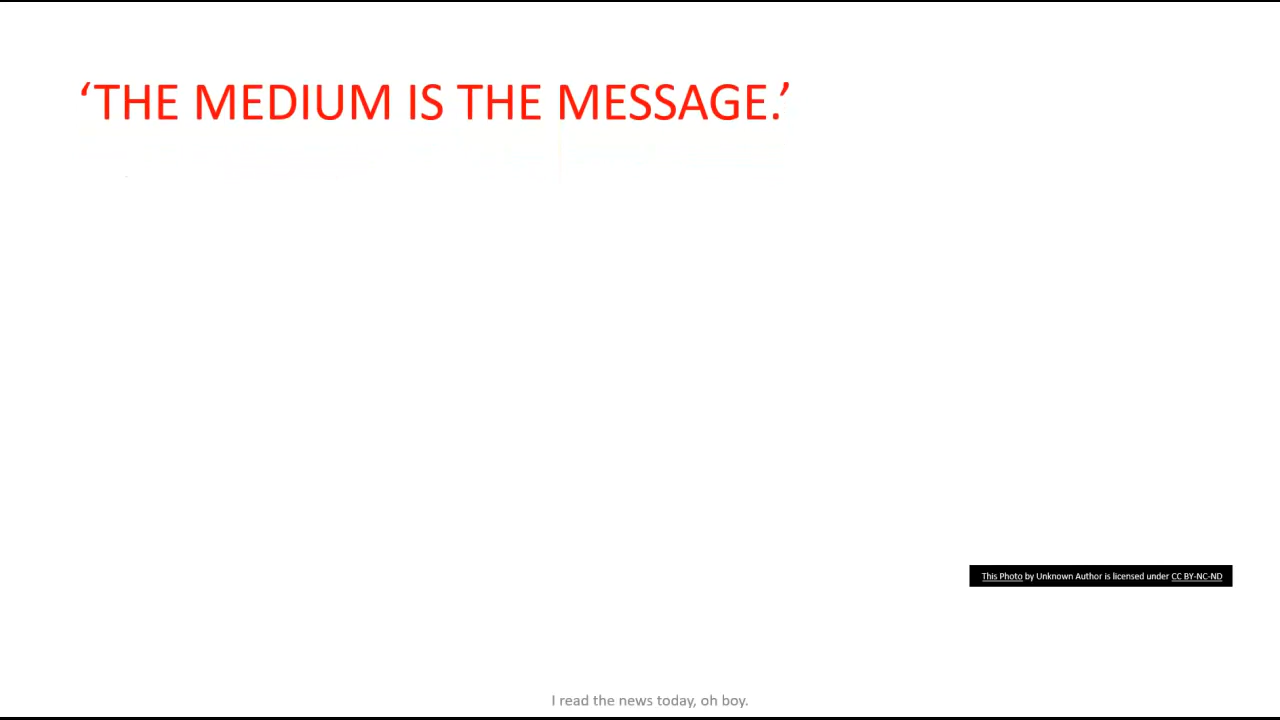 ‘THE MEDIUM IS THE MESSAGE.’
This Photo by Unknown Author is licensed under CC BY-NC-ND
I read the news today, oh boy.